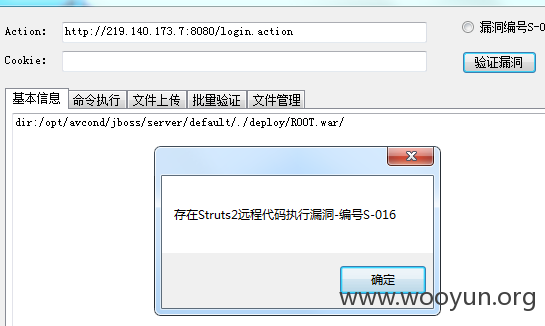 Action: http://219.140.173.7:8080/login.action
漏洞编号S-0
Cookie:
验证漏洞
基本信息 命令执行 文件上传 批量验证 文件管理
dir:/opt/avcond/jboss/server/default/./deploy/ROOT.war/
存在Struts2远程代码执行漏洞-编号S-016
确定
www.wooyun.org